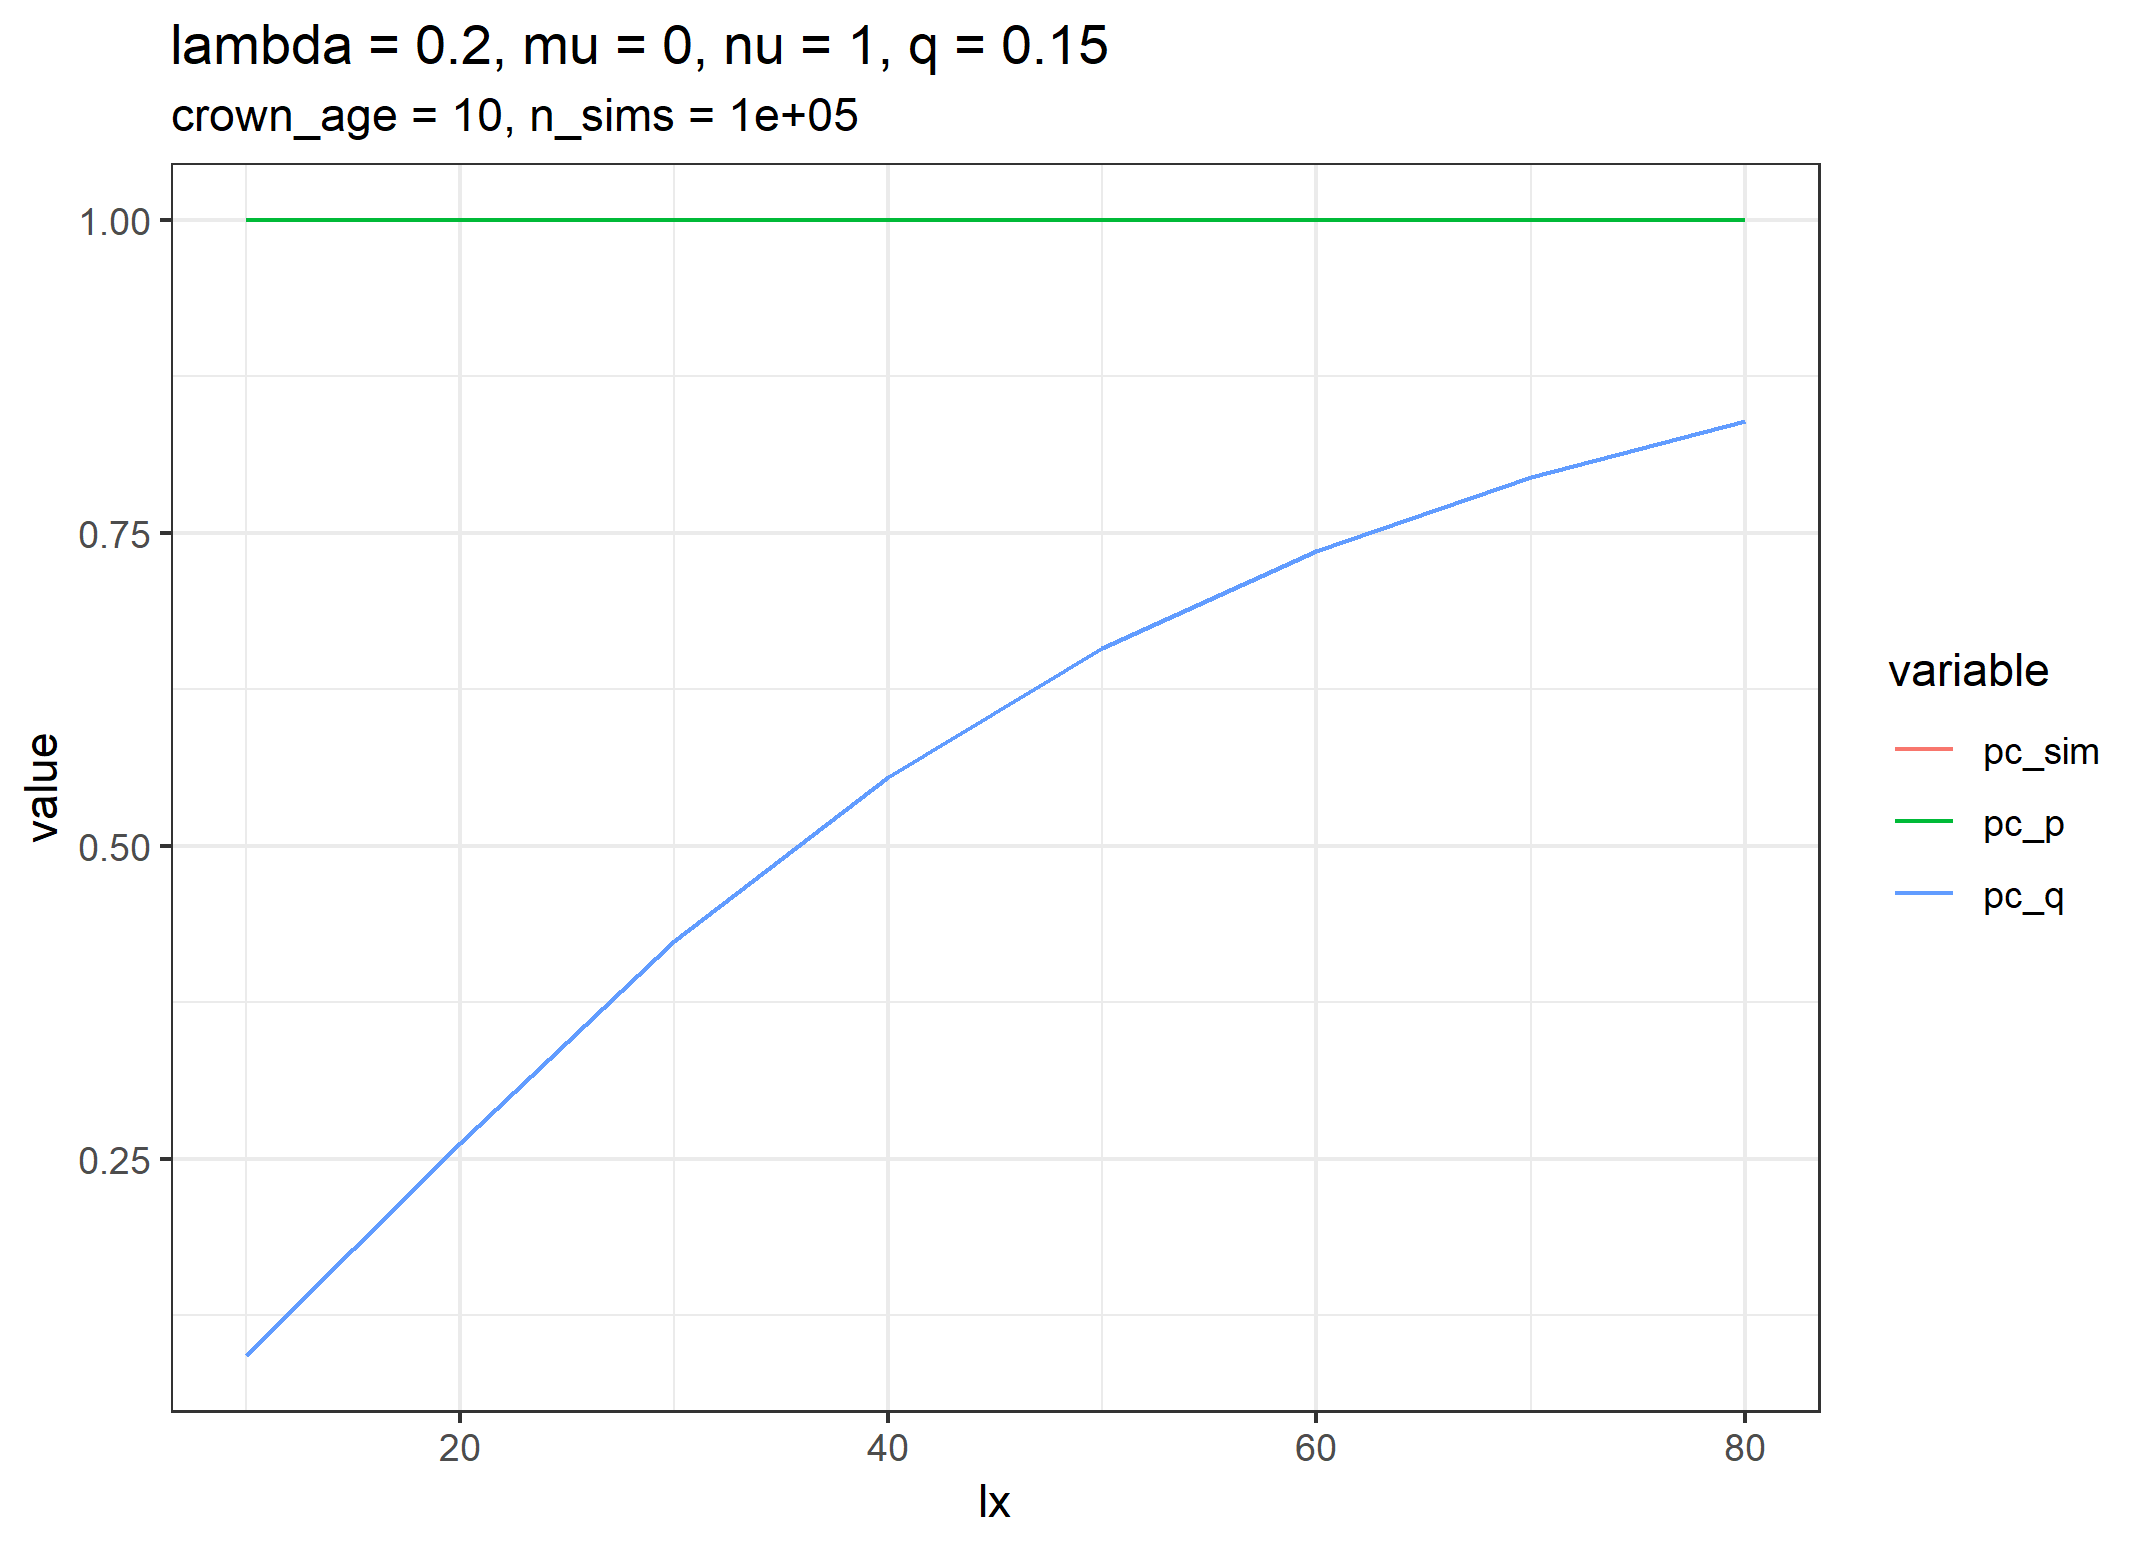 lambda = 0.2, mu = 0, nu = 1, q = 0.15
crown_age = 10, n_sims = 1e+05
1.00
0.75
0.50
0.25
value
20
40
60
80
lx
variable
pc_sim
pc_p
pc_q